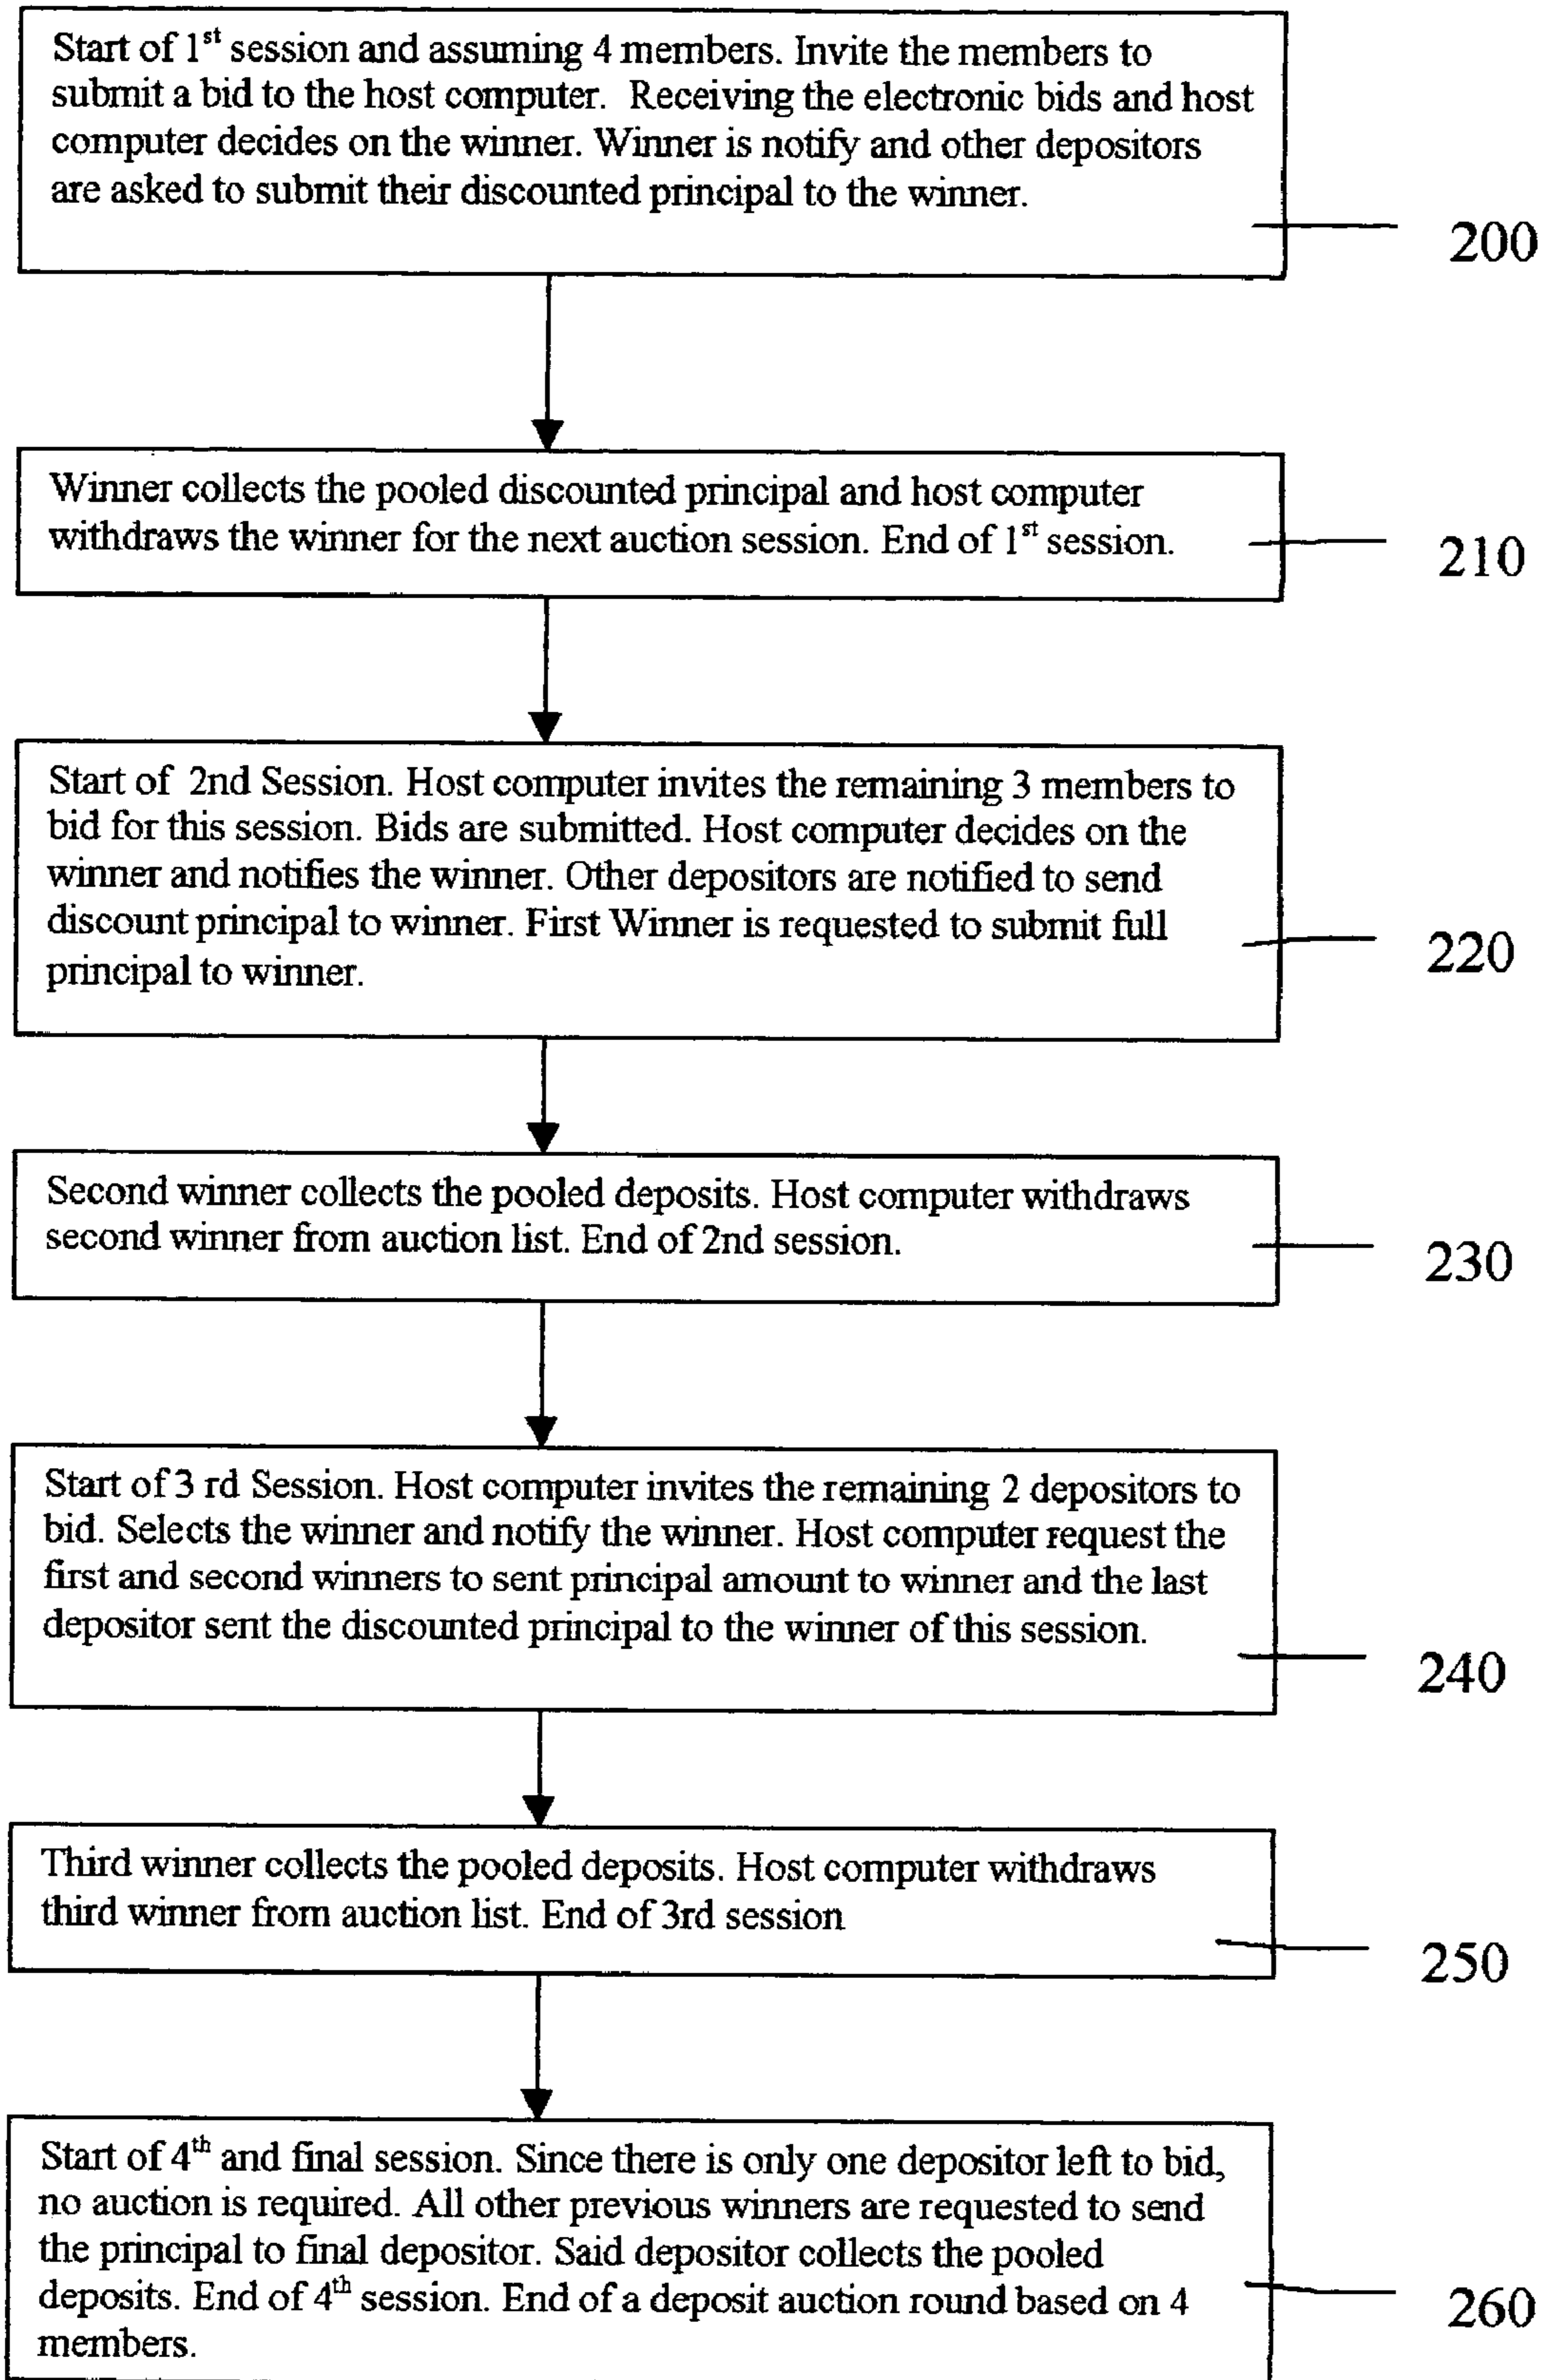 Start of 1st session and assuming 4 members. Invite the members to
submit a bid to the host computer. Receiving the electronic bids and host
computer decides on the winner. Winner is notify and other depositors
are asked to submit their discounted principal to the winner.
200
Winner collects the pooled discounted principal and host computer
withdraws the winner for the next auction session. End of 1st session.
210
Start of 2nd Session. Host computer invites the remaining 3 members to
bid for this session. Bids are submitted. Host computer decides on the
winner and notifies the winner. Other depositors are notified to send
discount principal to winner. First Winner is requested to submit full
principal to winner.
220
Second winner collects the pooled deposits. Host computer withdraws
second winner from auction list. End of 2nd session.
230
Start of 3 rd Session. Host computer invites the remaining 2 depositors to
bid. Selects the winner and notify the winner. Host computer request the
first and second winners to sent principal amount to winner and the last
depositor sent the discounted principal to the winner of this session.
240
Third winner collects the pooled deposits. Host computer withdraws
third winner from auction list. End of 3rd session
250
Start of 4th and final session. Since there is only one depositor left to bid,
no auction is required. All other previous winners are requested to send
the principal to final depositor. Said depositor collects the pooled
deposits. End of 4th session. End of a deposit auction round based on 4
members.
260